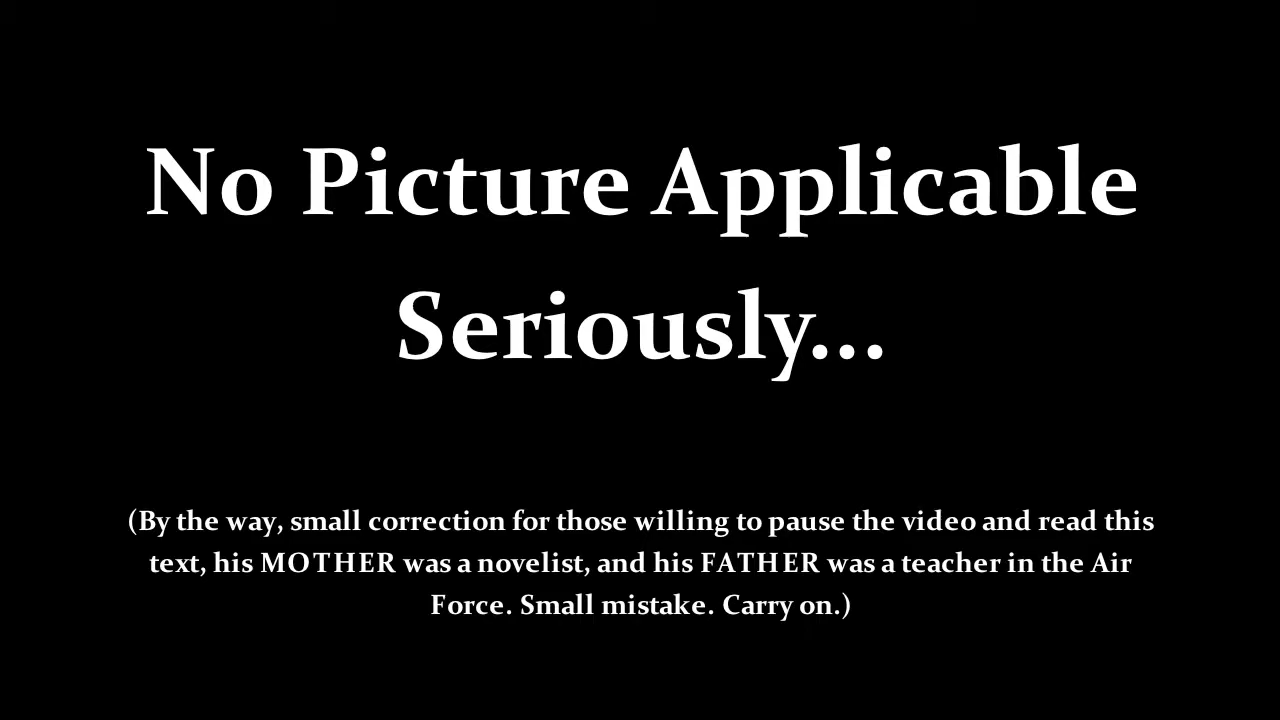 No Picture Applicable
Seriously...
(By the way, small correction for those willing to pause the video and read this
text, his MOTHER was a novelist, and his FATHER was a teacher in the Air
Force. Small mistake. Carry on.)